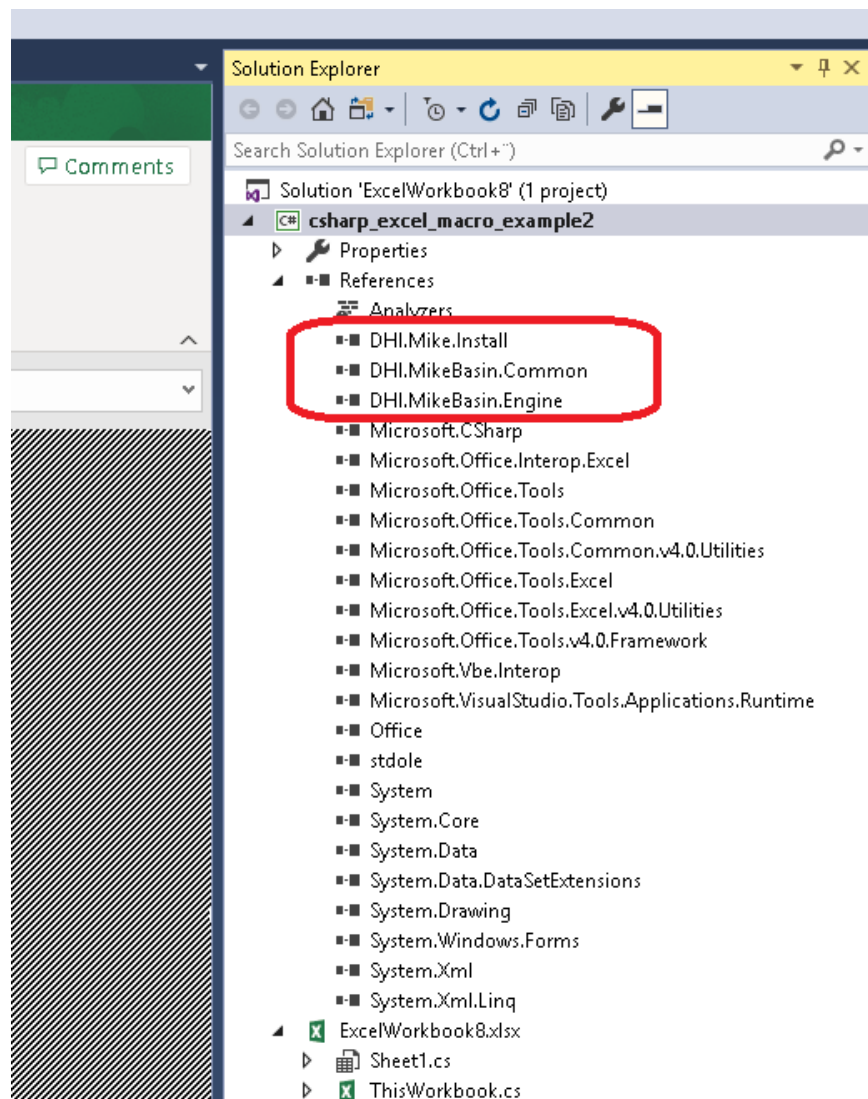 Solution Explorer
Comments
Search Solution Explorer (Ctrl+¨)
Solution 'ExcelWorkbook8' (1 project)
C# csharp_excel_macro_example2
Properties
References
Analyzers
DHI.Mike.Install
DHI.MikeBasin.Common
DHI.MikeBasin.Engine
Microsoft.CSharp
Microsoft.Office.Interop.Excel
Microsoft.Office.Tools
Microsoft.Office.Tools.Common
Microsoft.Office.Tools.Common.v4.0.Utilities
Microsoft.Office.Tools.Excel
Microsoft.Office.Tools.Excel.v4.0.Utilities
Microsoft.Office.Tools.v4.0.Framework
Microsoft.Vbe.Interop
Microsoft.VisualStudio.Tools.Applications.Runtime
Office
stdole
System
System.Core
System.Data
System.Data.DataSetExtensions
System.Drawing
System.Windows.Forms
System.Xml
System.Xml.Linq
ExcelWorkbook8.xlsx
Sheet1.cs
ThisWorkbook.cs